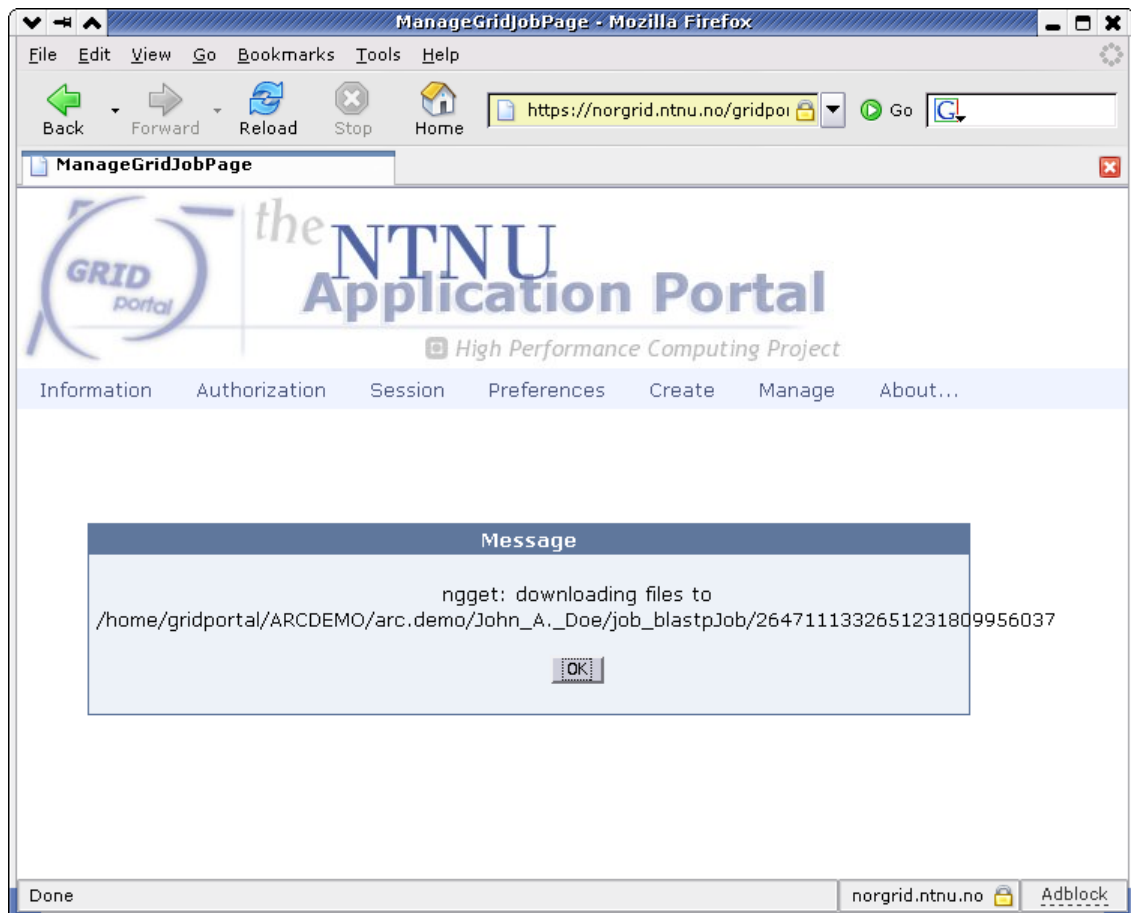 ManageGridJobPage - Mozilla Firefox
File Edit View Go Bookmarks Tools Help
Back Forward Reload Stop Home https://norgrid.ntnu.no/gridpor Go G
ManageGridJobPage
GRID portal
the NTNU
Application Portal
High Performance Computing Project
Information Authorization Session Preferences Create Manage About...
Message
ngget: downloading files to
/home/gridportal/ARCDEMO/arc.demo/John_A._Doe/job_blastpJob/2647111332651231809956037
OK
Done norgrid.ntnu.no Adblock